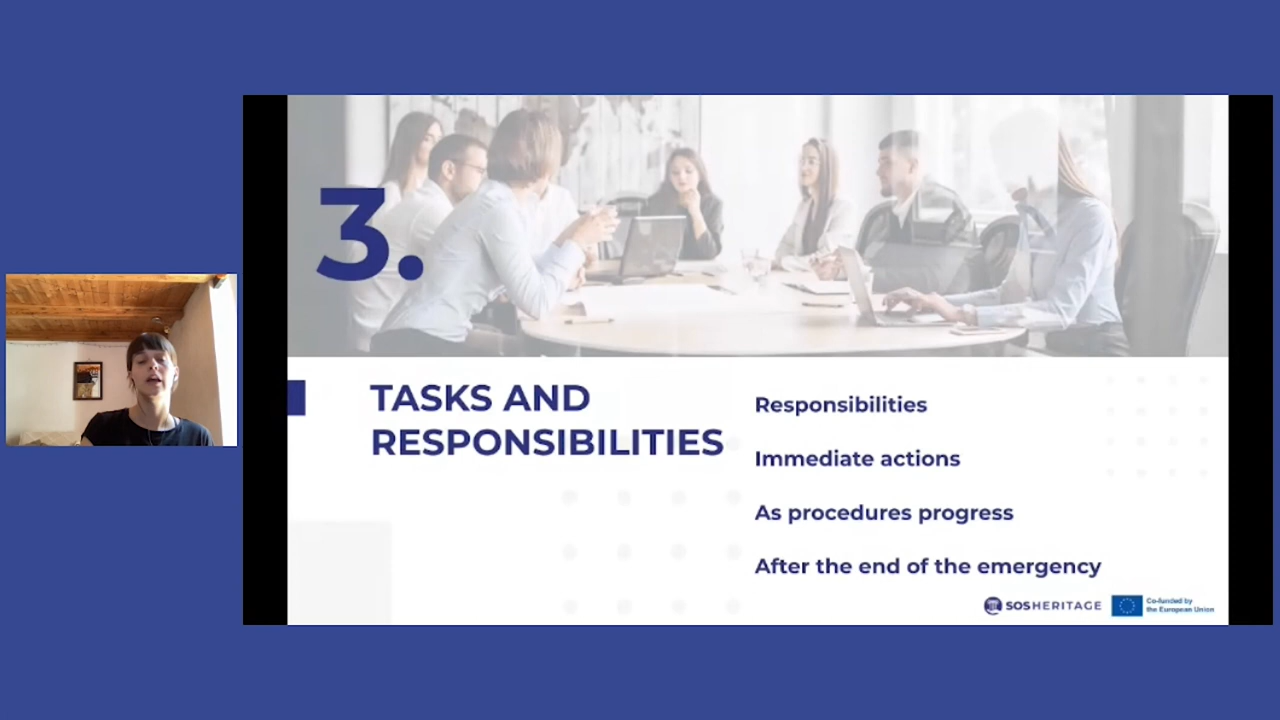 3.
TASKS AND
RESPONSIBILITIES
Responsibilities
Immediate actions
As procedures progress
After the end of the emergency
SOSHERITAGE
Co-funded by
the European Union